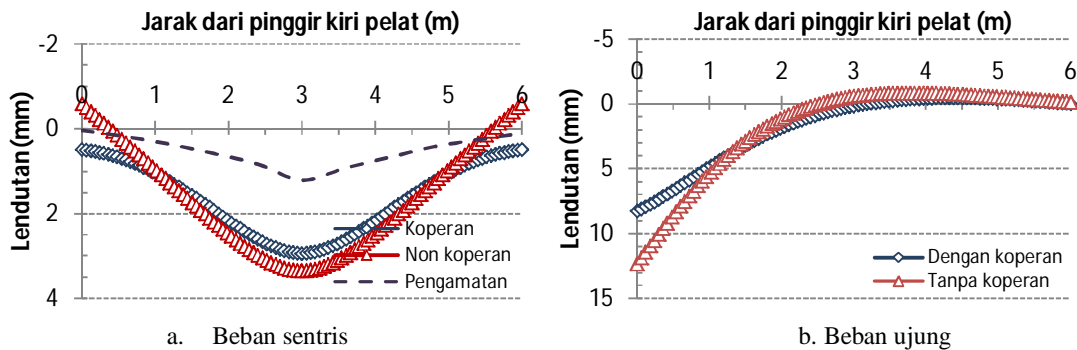 Jarak dari pinggir kiri pelat (m)
-2
0
2
4
0 1 2 3 4 5 6
Lendutan (mm)
Koperan
Non koperan
Pengamatan
a. Beban sentris
Jarak dari pinggir kiri pelat (m)
-5
0
5
10
15
0 1 2 3 4 5 6
Lendutan (mm)
Dengan koperan
Tanpa koperan
b. Beban ujung